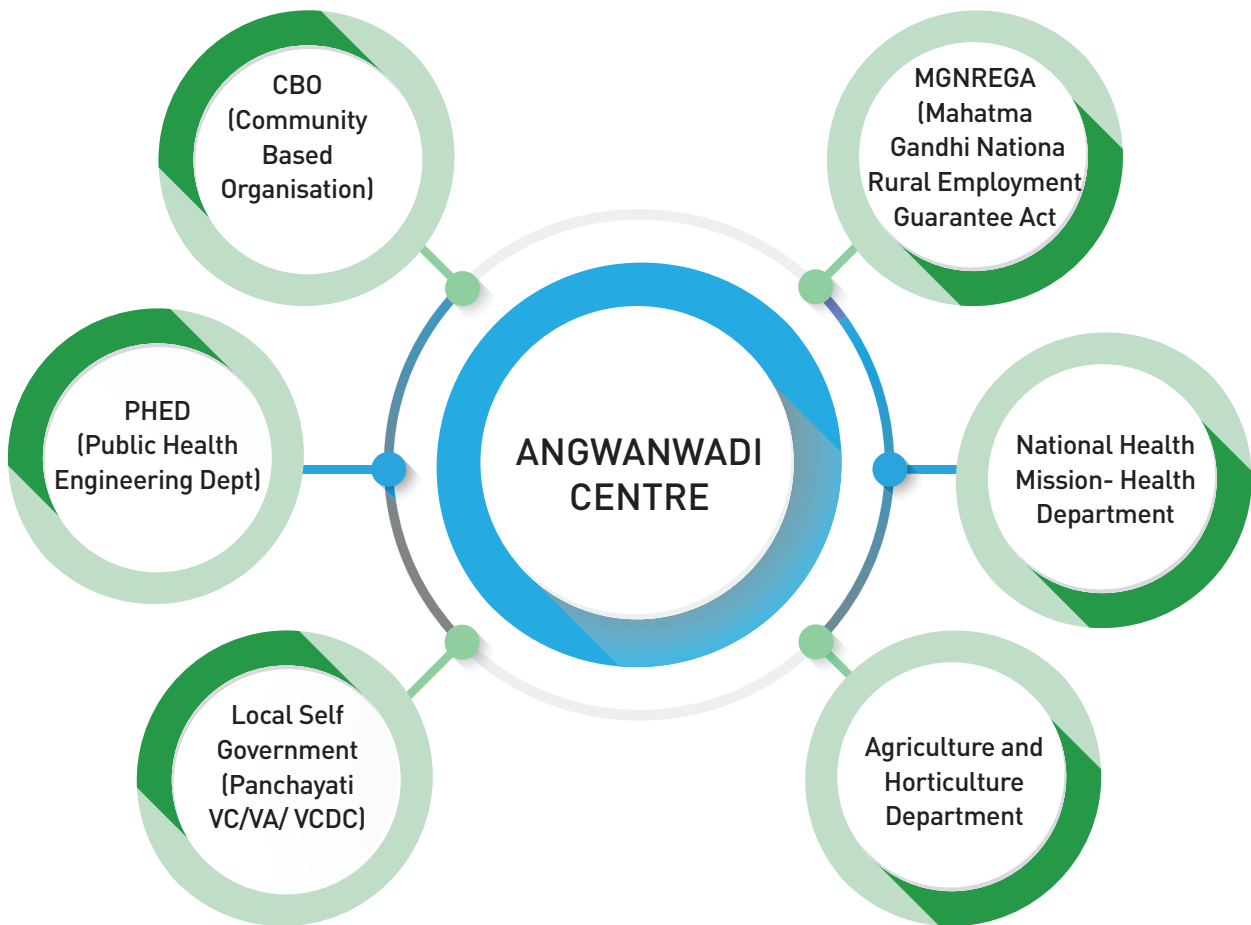 CBO
(Community
Based
Organisation)
MGNREGA
(Mahatma
Gandhi Nationa
Rural Employment
Guarantee Act
PHED
(Public Health
Engineering Dept)
ANGWANWADI
CENTRE
National Health
Mission- Health
Department
Local Self
Government
(Panchayati
VC/VA/ VCDC)
Agriculture and
Horticulture
Department